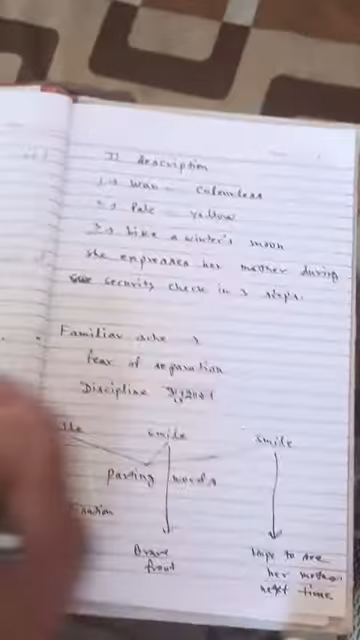 II description
1→ wan - colourless
2→ Pale - yellow
3→ Like a winter's moon
she expresses her mother during
security check in 3 steps.
Familiar ache →
fear of separation
Discipline
smile
smile
parting words
Brave
front
hope to see
her mother
next time